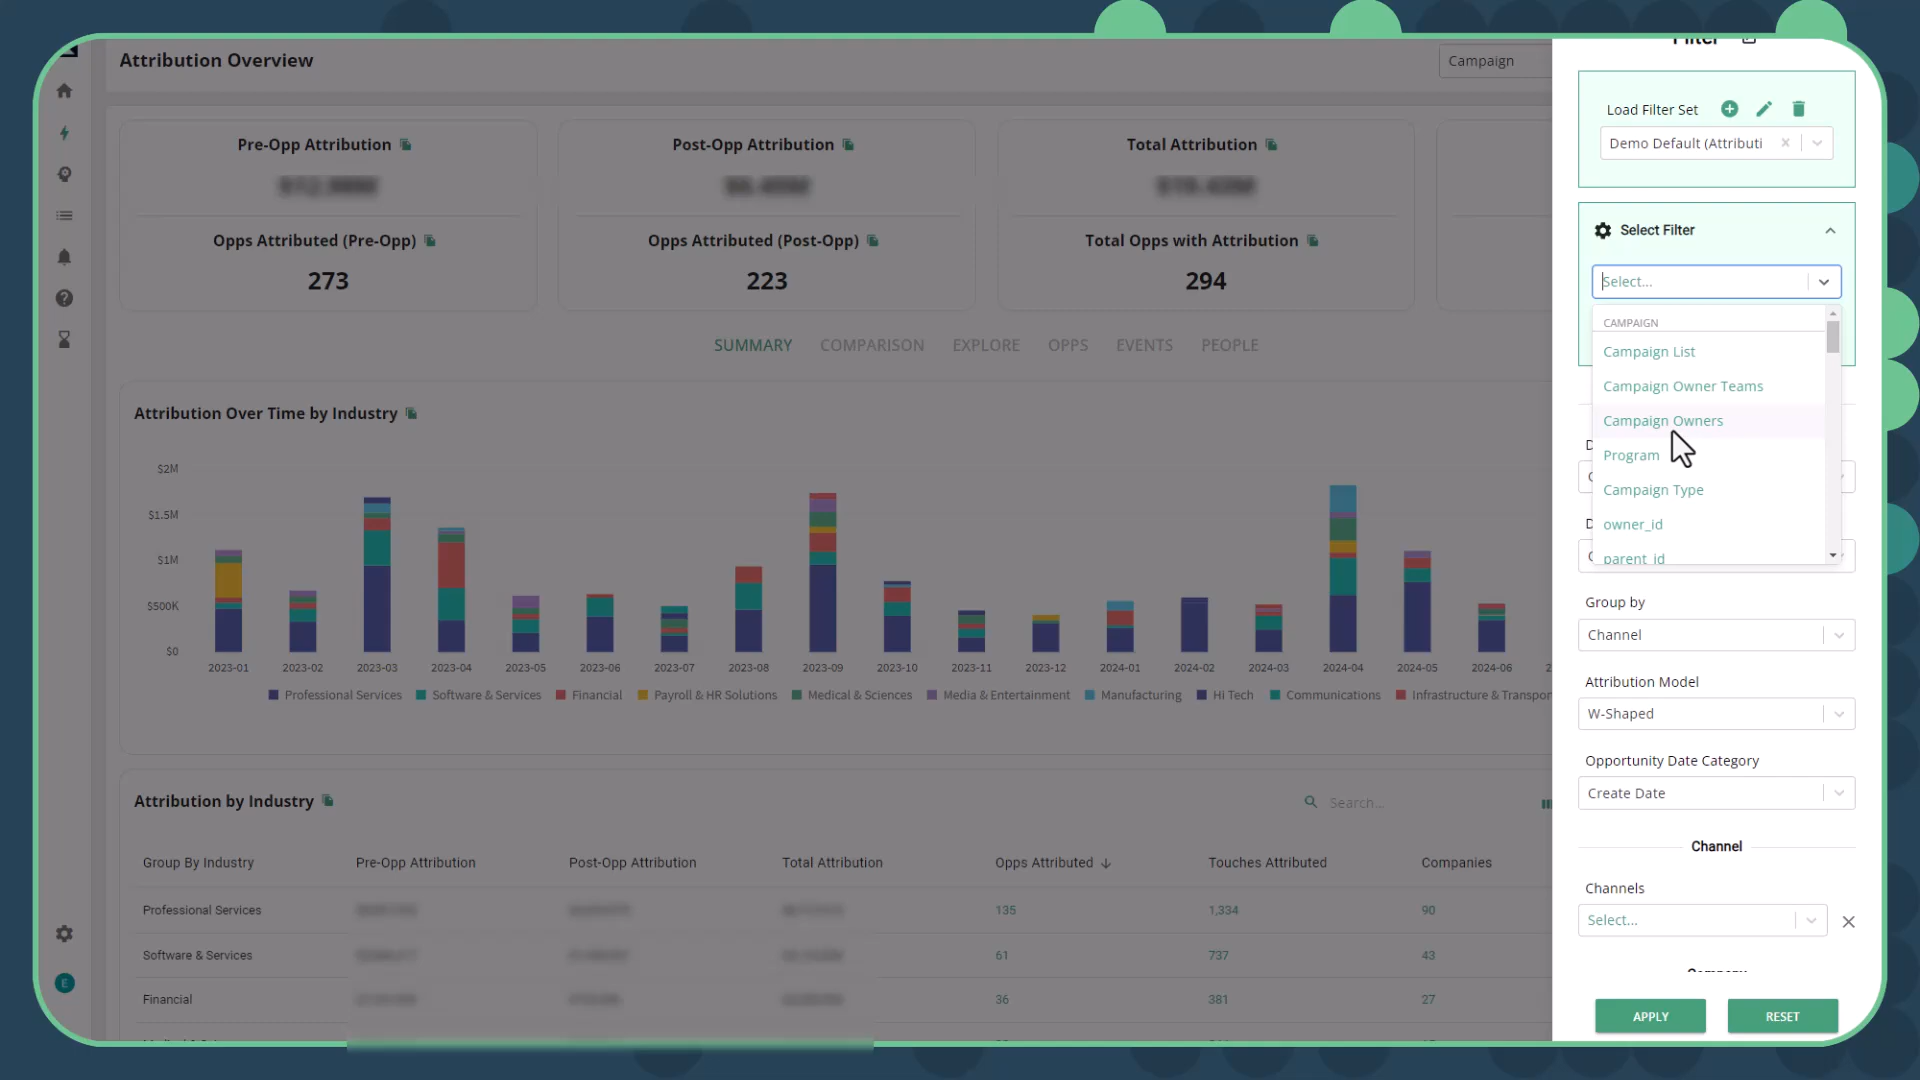 Attribution Overview
Campaign
Pre-Opp Attribution
Post-Opp Attribution
Total Attribution
Opps Attributed (Pre-Opp)
Opps Attributed (Post-Opp)
Total Opps with Attribution
273
223
294
SUMMARY
COMPARISON
EXPLORE
OPPS
EVENTS
PEOPLE
Attribution Over Time by Industry
$2M
$1.5M
$1M
$500K
$0
2023-01
2023-02
2023-03
2023-04
2023-05
2023-06
2023-07
2023-08
2023-09
2023-10
2023-11
2023-12
2024-01
2024-02
2024-03
2024-04
2024-05
2024-06
Professional Services
Software & Services
Financial
Payroll & HR Solutions
Medical & Sciences
Media & Entertainment
Manufacturing
Hi Tech
Communications
Infrastructure & Transpor
Attribution by Industry
Search...
Group By Industry
Pre-Opp Attribution
Post-Opp Attribution
Total Attribution
Opps Attributed
Touches Attributed
Companies
Professional Services
135
1,334
90
Software & Services
61
737
43
Financial
36
381
27
E
Filter
Load Filter Set
Demo Default (Attributi
Select Filter
Select...
CAMPAIGN
Campaign List
Campaign Owner Teams
Campaign Owners
Program
Campaign Type
owner_id
parent_id
Group by
Channel
Attribution Model
W-Shaped
Opportunity Date Category
Create Date
Channel
Channels
Select...
APPLY
RESET